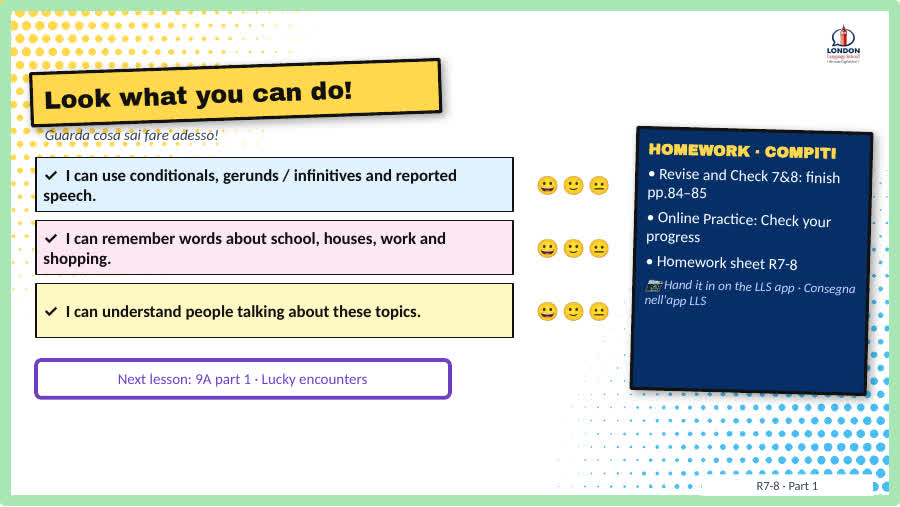 LONDON
Language School
Look what you can do!
Guarda cosa sai fare adesso!
✓ I can use conditionals, gerunds / infinitives and reported
speech.
✓ I can remember words about school, houses, work and
shopping.
✓ I can understand people talking about these topics.
Next lesson: 9A part 1 · Lucky encounters
HOMEWORK · COMPITI
• Revise and Check 7&8: finish
pp.84–85
• Online Practice: Check your
progress
• Homework sheet R7-8
Hand it in on the LLS app · Consegna
nell'app LLS
R7-8 · Part 1